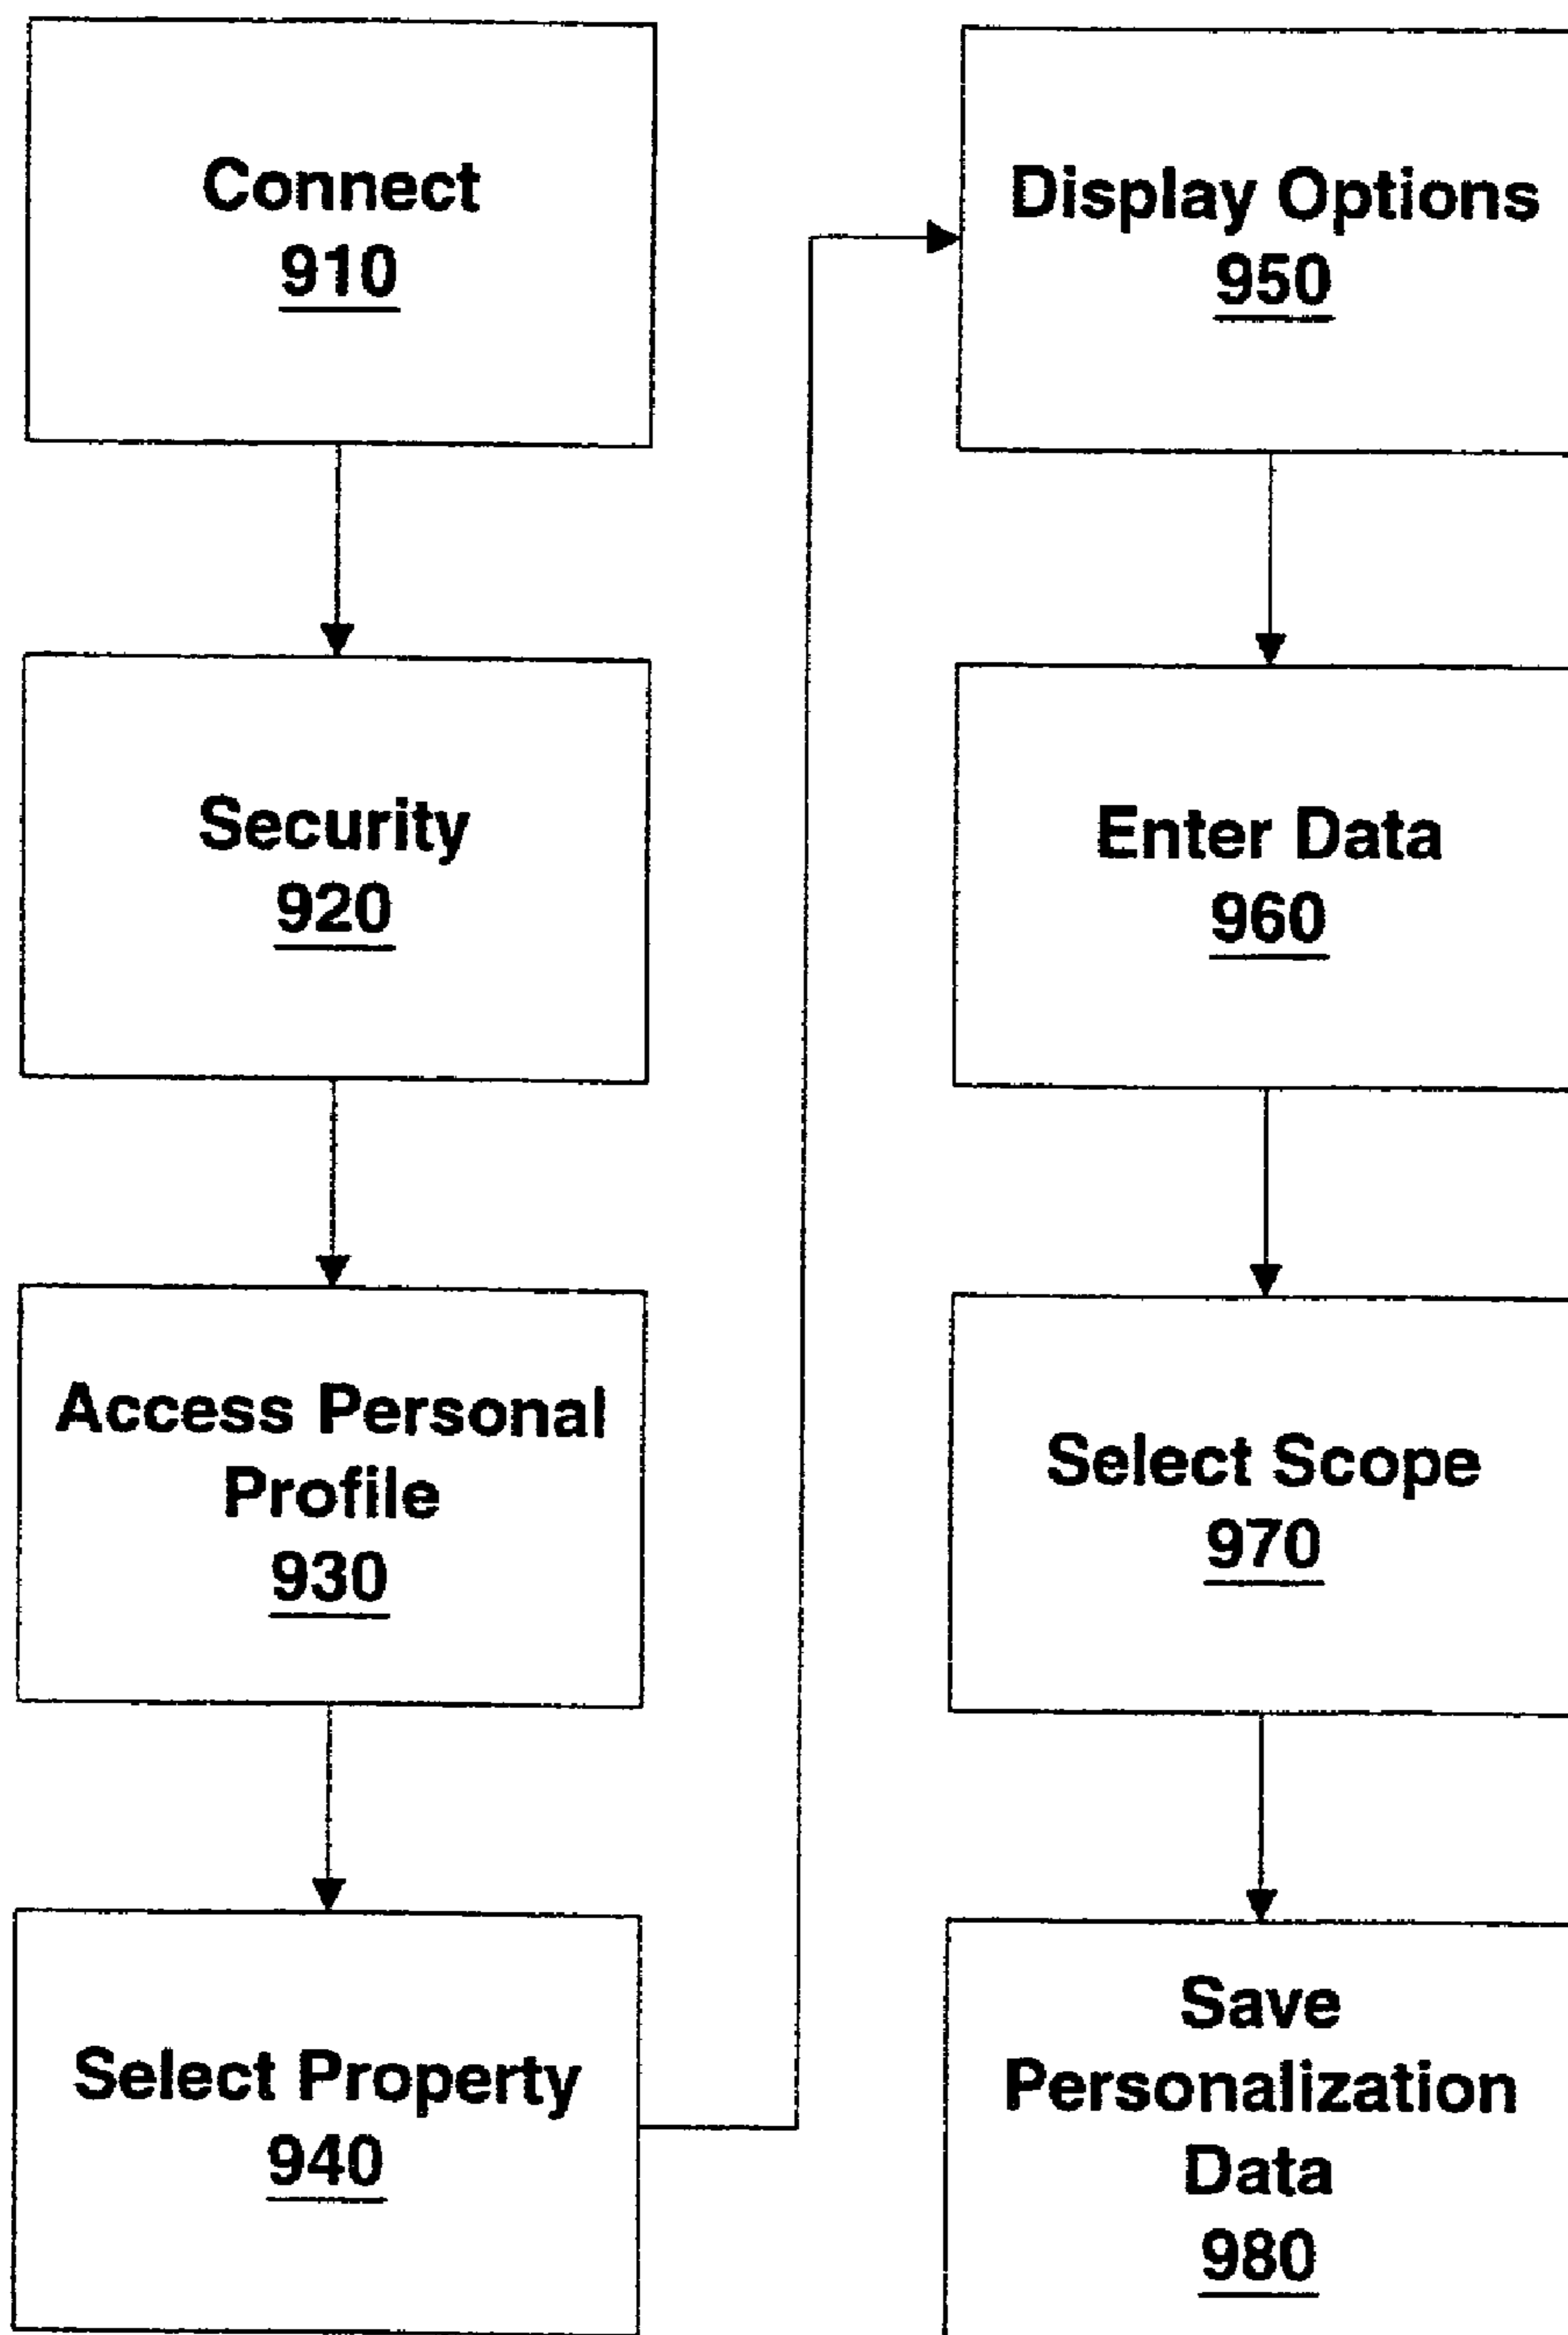 Connect
910
Security
920
Access Personal
Profile
930
Select Property
940
Display Options
950
Enter Data
960
Select Scope
970
Save
Personalization
Data
980